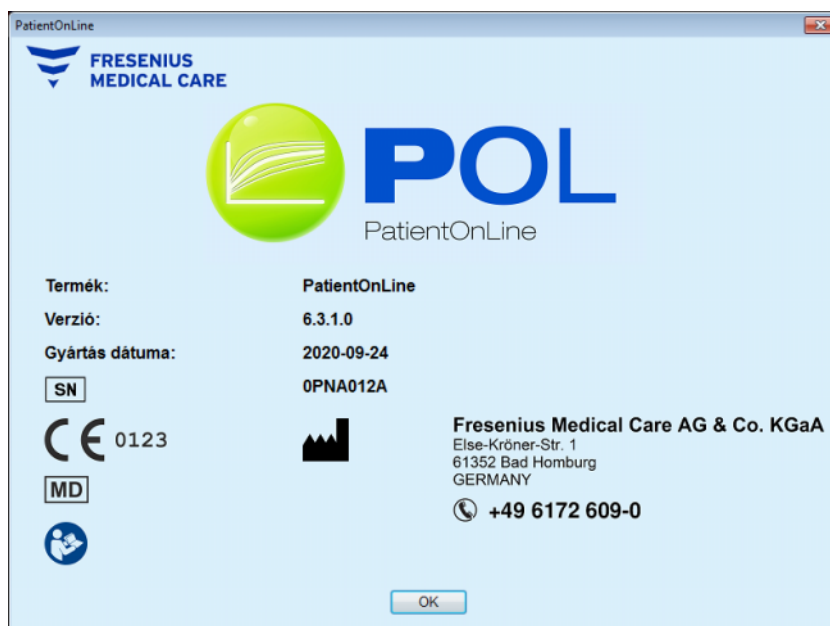 PatientOnLine
FRESENIUS
MEDICAL CARE
POL
PatientOnLine
Termék: PatientOnLine
Verzió: 6.3.1.0
Gyártás dátuma: 2020-09-24
SN 0PNA012A
CE 0123
Fresenius Medical Care AG & Co. KGaA
Else-Kröner-Str. 1
61352 Bad Homburg
GERMANY
MD
+49 6172 609-0
OK